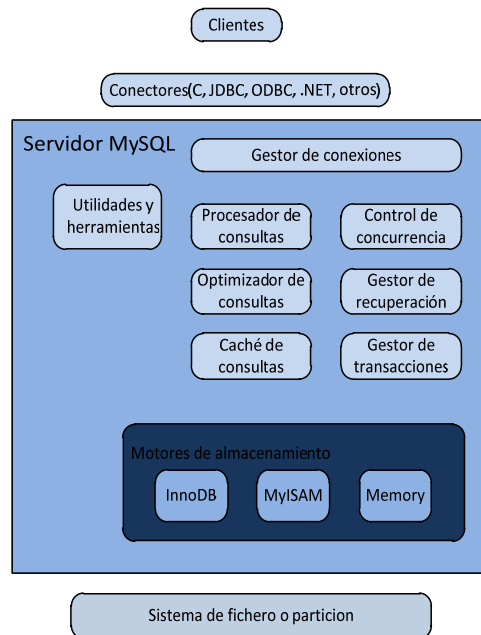 Clientes
Conectores(C, JDBC, ODBC, .NET, otros)
Servidor MySQL
Gestor de conexiones
Utilidades y
herramientas
Procesador de
consultas
Control de
concurrencia
Optimizador de
consultas
Gestor de
recuperación
Caché de
consultas
Gestor de
transacciones
Motores de almacenamiento
InnoDB
MyISAM
Memory
Sistema de fichero o particion